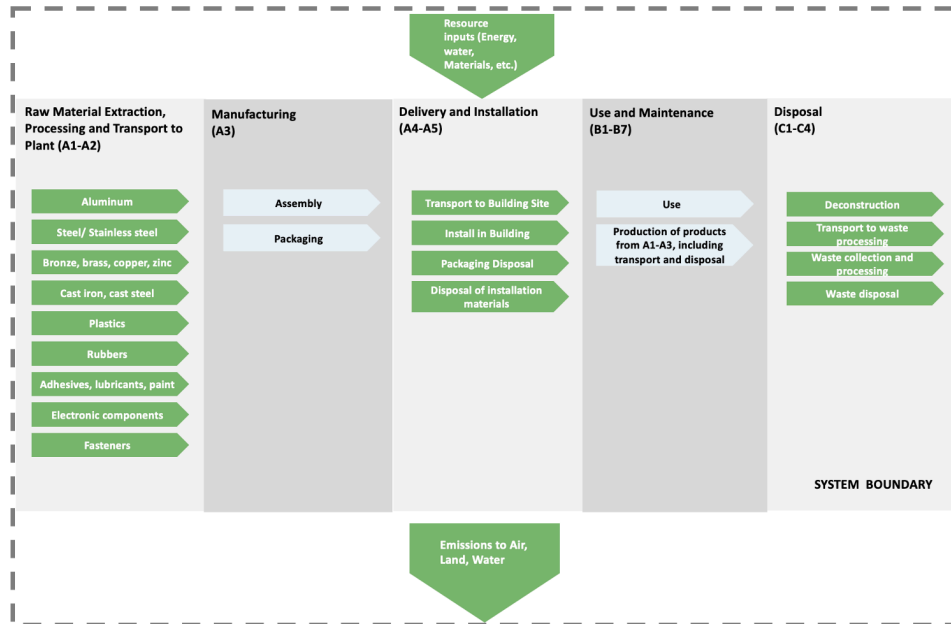 Resource
inputs (Energy,
water,
Materials, etc.)
Raw Material Extraction,
Processing and Transport to
Plant (A1-A2)
Aluminum
Steel/ Stainless steel
Bronze, brass, copper, zinc
Cast iron, cast steel
Plastics
Rubbers
Adhesives, lubricants, paint
Electronic components
Fasteners
Manufacturing
(A3)
Assembly
Packaging
Delivery and Installation
(A4-A5)
Transport to Building Site
Install in Building
Packaging Disposal
Disposal of installation
materials
Use and Maintenance
(B1-B7)
Use
Production of products
from A1-A3, including
transport and disposal
Disposal
(C1-C4)
Deconstruction
Transport to waste
processing
Waste collection and
processing
Waste disposal
SYSTEM BOUNDARY
Emissions to Air,
Land, Water